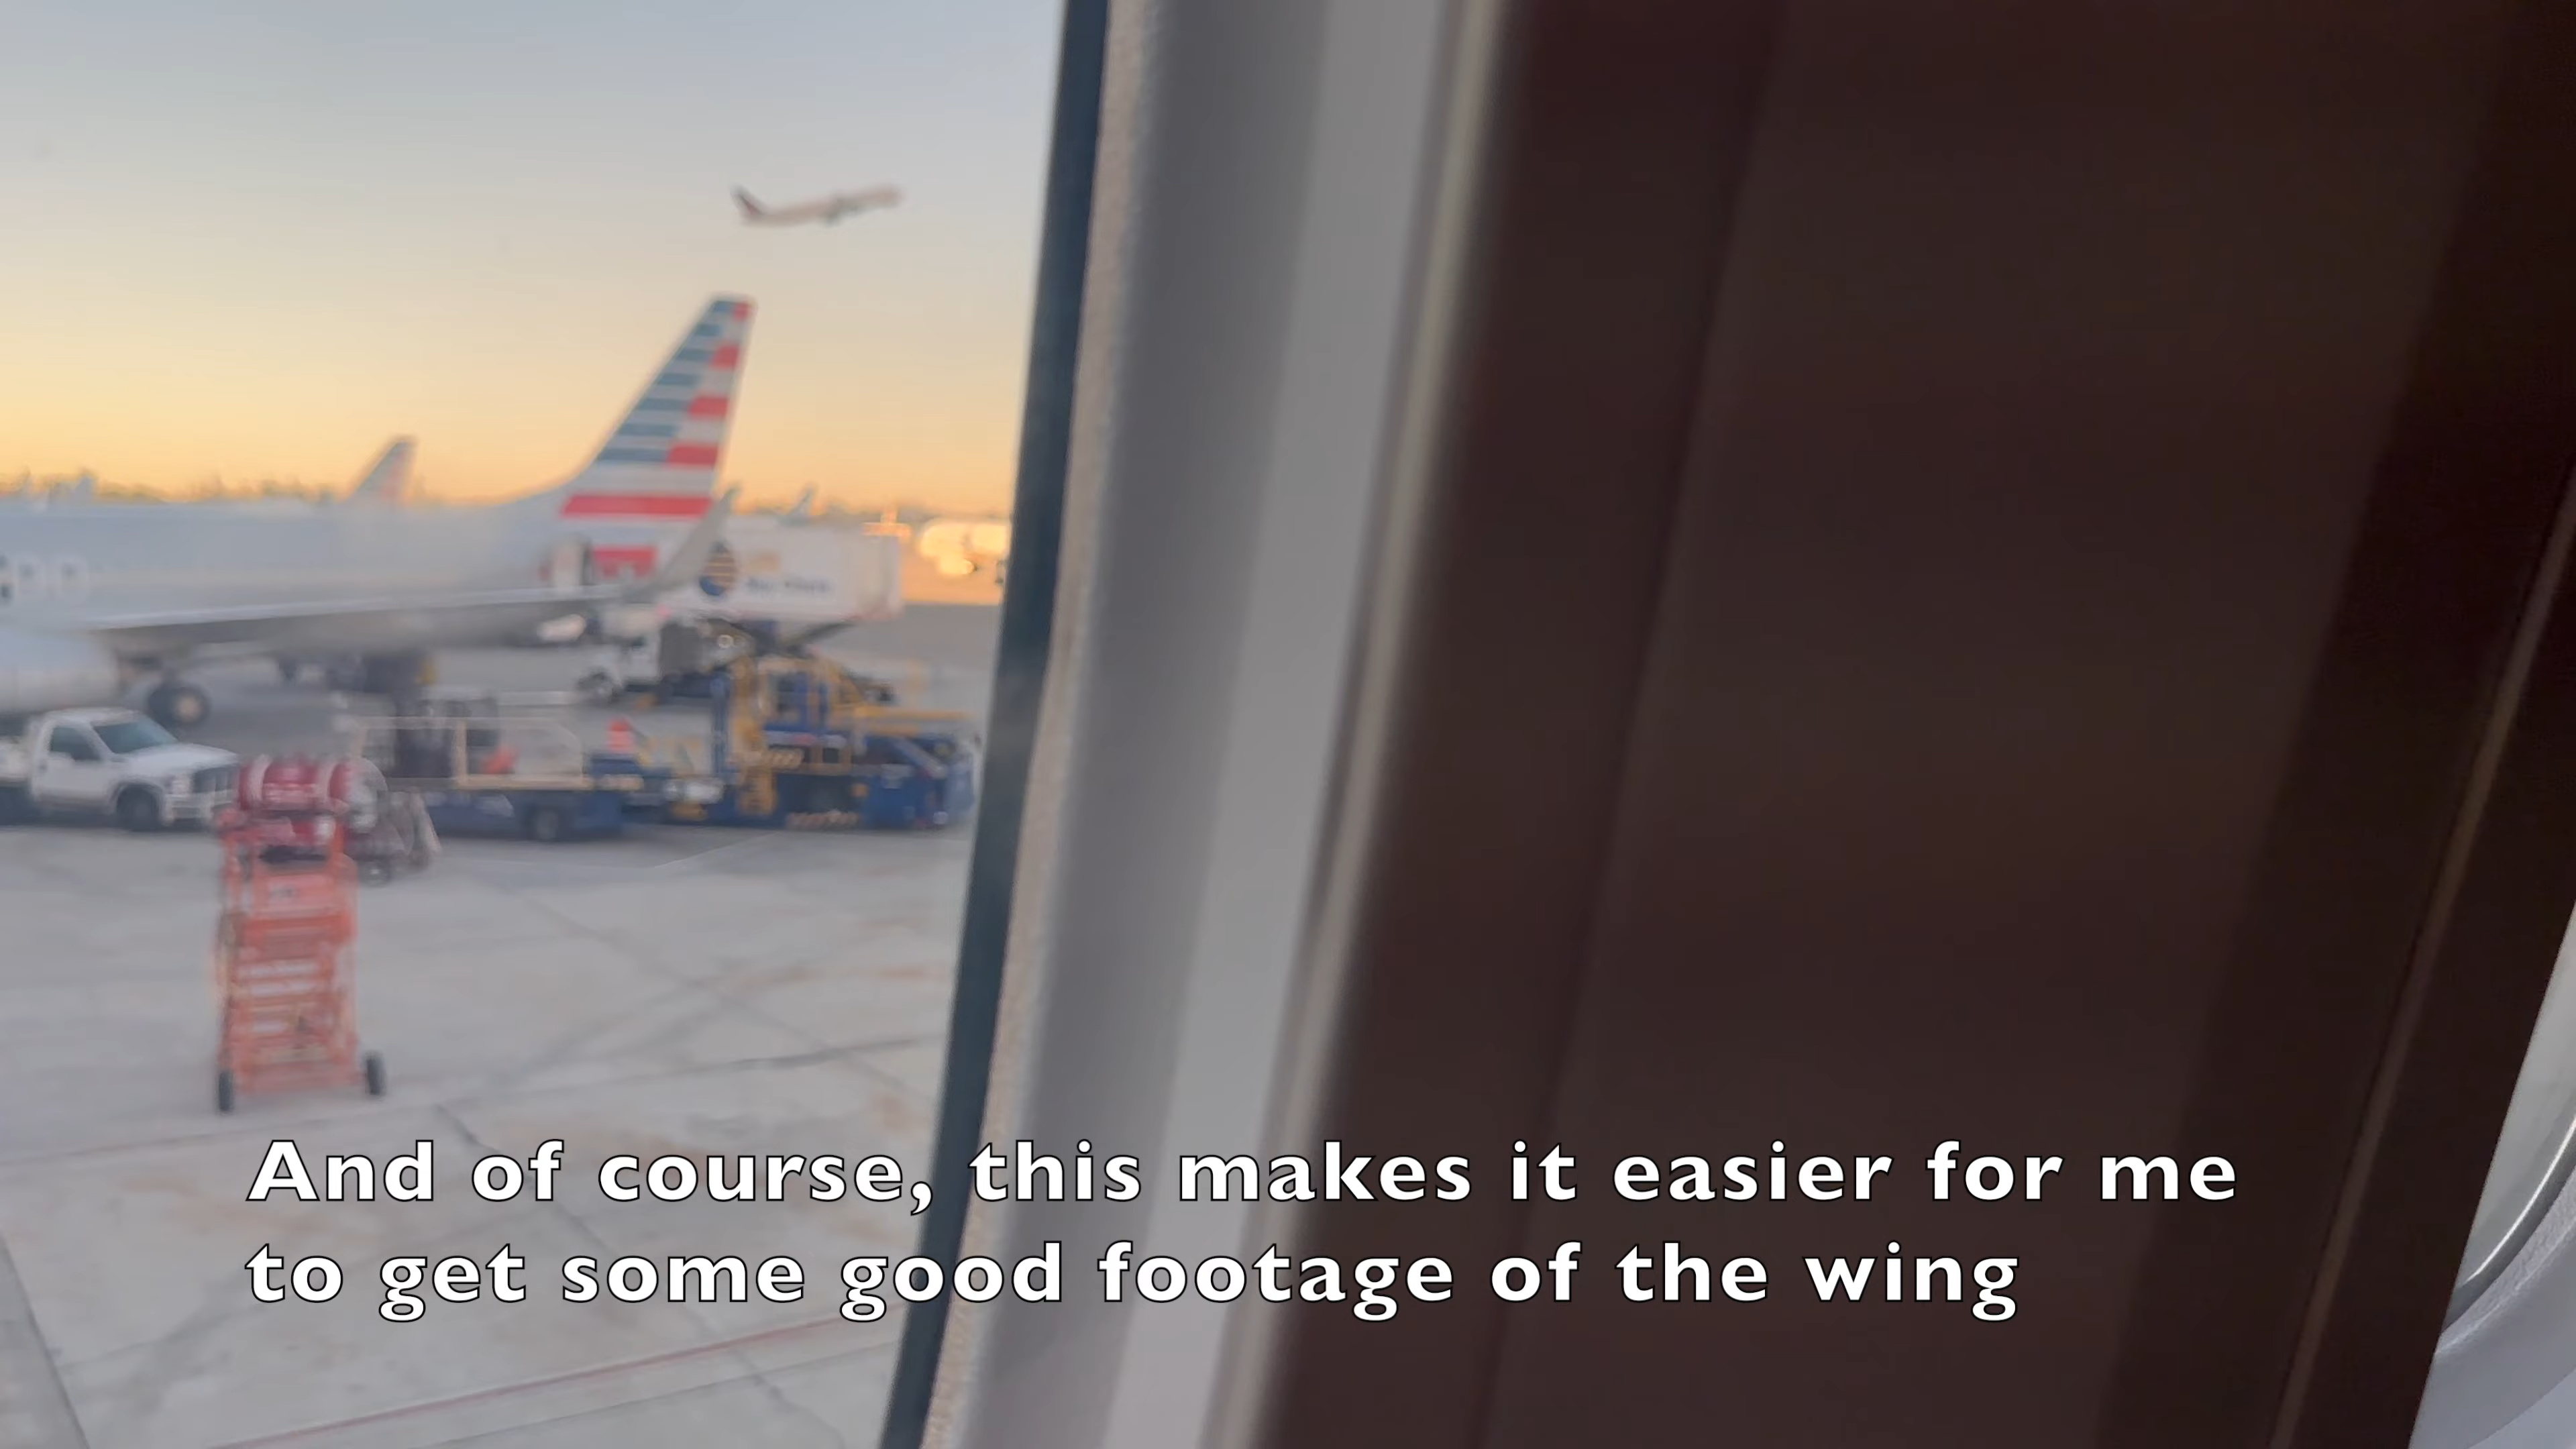 And of course, this makes it easier for me
to get some good footage of the wing